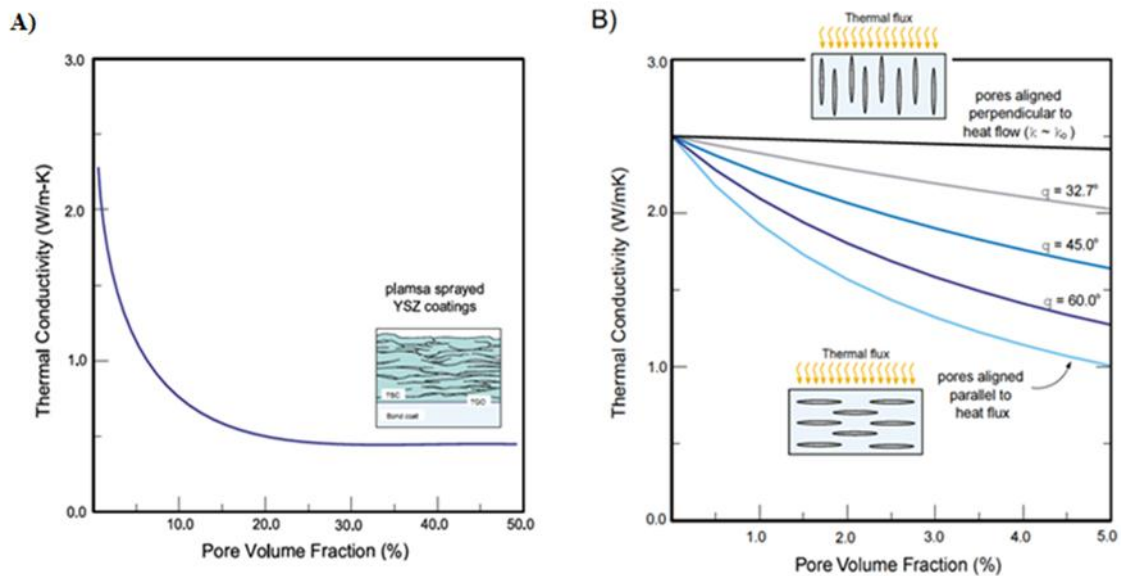 A)
3.0
2.0
1.0
0.0
Thermal Conductivity (W/m-K)
plamsa sprayed
YSZ coatings
TBC
TGO
Bond coat
10.0 20.0 30.0 40.0 50.0
Pore Volume Fraction (%)
B)
Thermal flux
3.0
2.0
1.0
0.0
Thermal Conductivity (W/mK)
pores aligned
perpendicular to
heat flow (k ~ k₀)
q = 32.7°
q = 45.0°
q = 60.0°
Thermal flux
pores aligned
parallel to
heat flux
1.0 2.0 3.0 4.0 5.0
Pore Volume Fraction (%)